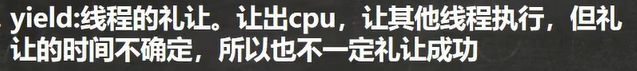 yield:线程的礼让。让出cpu，让其他线程执行，但礼
让的时间不确定，所以也不一定礼让成功